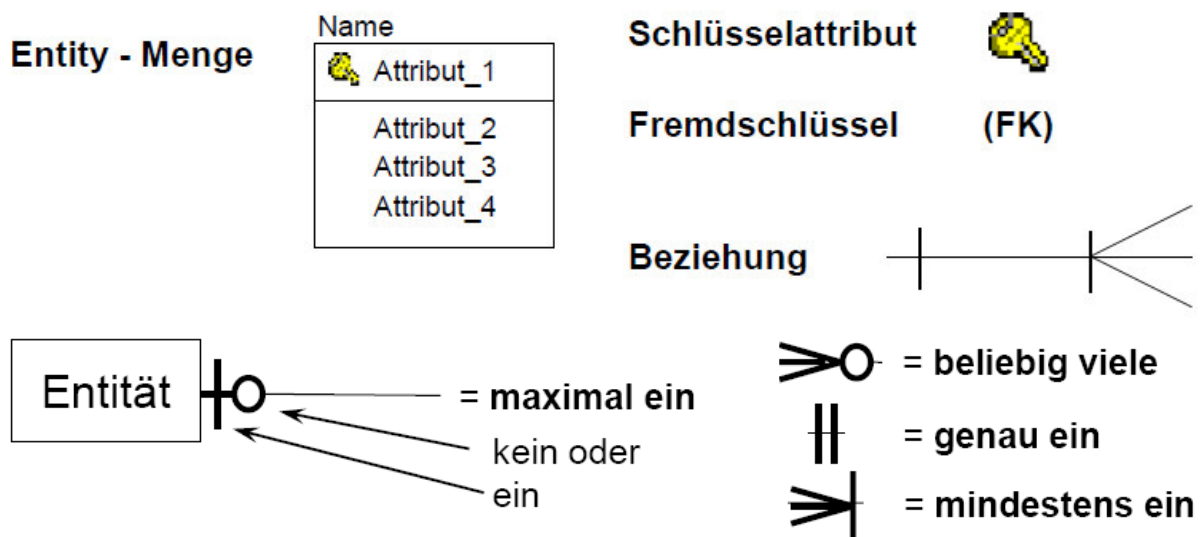 Entity - Menge
Name
Attribut_1
Attribut_2
Attribut_3
Attribut_4
Schlüsselattribut
Fremdschlüssel (FK)
Beziehung
Entität
= maximal ein
kein oder
ein
= beliebig viele
= genau ein
= mindestens ein